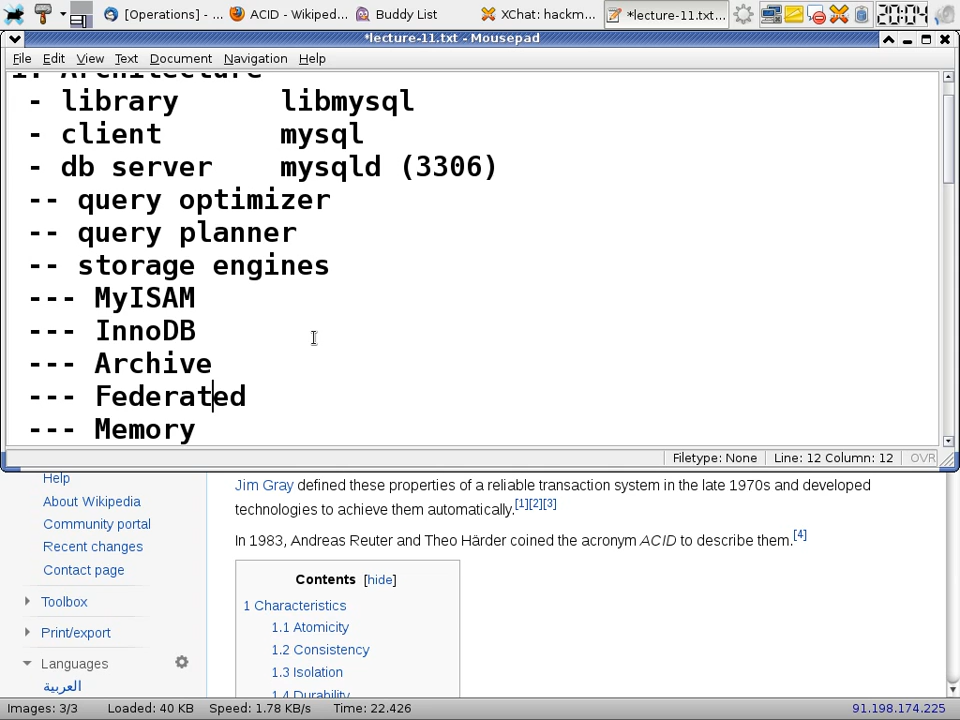 [Operations] - ...
ACID - Wikiped...
Buddy List
XChat: hackm...
*lecture-11.txt...
20:04
*lecture-11.txt - Mousepad
File Edit View Text Document Navigation Help
1. Architecture
- library libmysql
- client mysql
- db server mysqld (3306)
-- query optimizer
-- query planner
-- storage engines
--- MyISAM
--- InnoDB
--- Archive
--- Federated
--- Memory
Filetype: None Line: 12 Column: 12 OVR
Help
About Wikipedia
Community portal
Recent changes
Contact page
Toolbox
Print/export
Languages
العربية
Jim Gray defined these properties of a reliable transaction system in the late 1970s and developed
technologies to achieve them automatically.[1][2][3]
In 1983, Andreas Reuter and Theo Härder coined the acronym ACID to describe them.[4]
Contents [hide]
1 Characteristics
1.1 Atomicity
1.2 Consistency
1.3 Isolation
1.4 Durability
Images: 3/3 Loaded: 40 KB Speed: 1.78 KB/s Time: 22.426 91.198.174.225